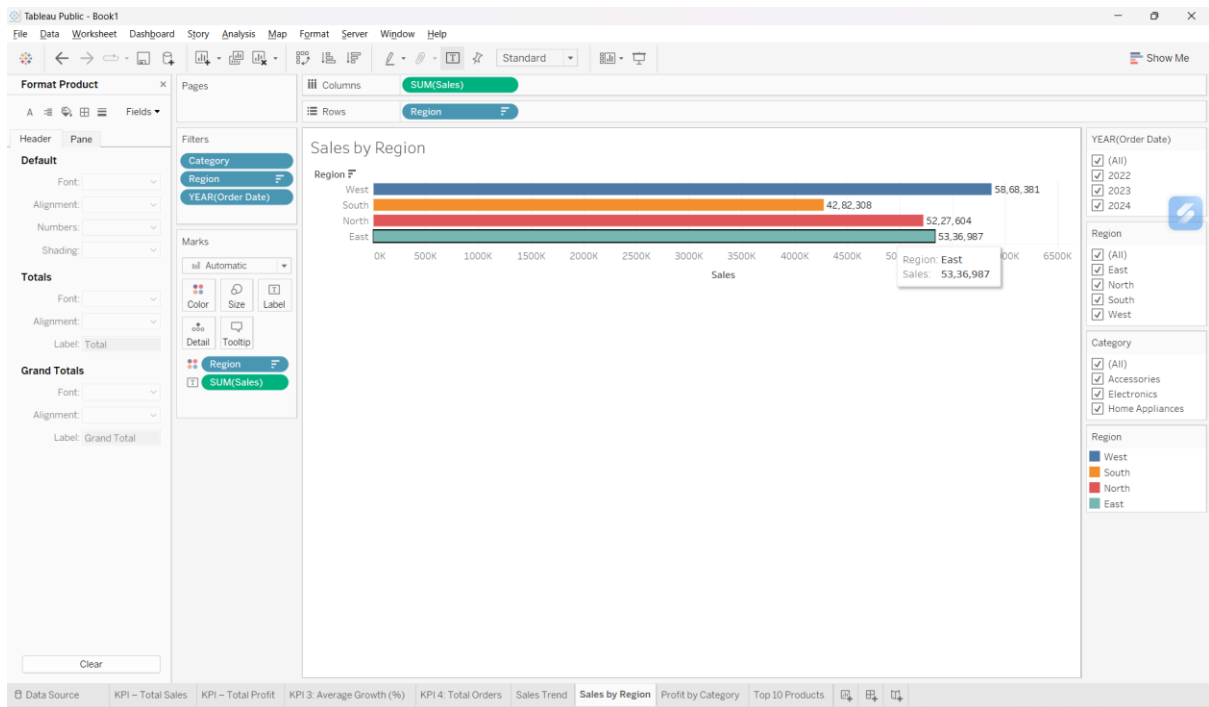 Tableau Public - Book1
File Data Worksheet Dashboard Story Analysis Map Format Server Window Help
Standard
Show Me
Format Product
Fields
Header Pane
Default
Font:
Alignment:
Numbers:
Shading:
Totals
Font:
Alignment:
Label: Total
Grand Totals
Font:
Alignment:
Label: Grand Total
Clear
Pages
Filters
Category
Region
YEAR(Order Date)
Marks
Automatic
Color Size Label
Detail Tooltip
Region
SUM(Sales)
Columns SUM(Sales)
Rows Region
Sales by Region
Region
West 58,68,381
South 42,82,308
North 52,27,604
East 53,36,987
0K 500K 1000K 1500K 2000K 2500K 3000K 3500K 4000K 4500K 50 00K 6500K
Sales
Region: East
Sales: 53,36,987
YEAR(Order Date)
(All)
2022
2023
2024
Region
(All)
East
North
South
West
Category
(All)
Accessories
Electronics
Home Appliances
Region
West
South
North
East
Data Source KPI – Total Sales KPI – Total Profit KPI 3: Average Growth (%) KPI 4: Total Orders Sales Trend Sales by Region Profit by Category Top 10 Products